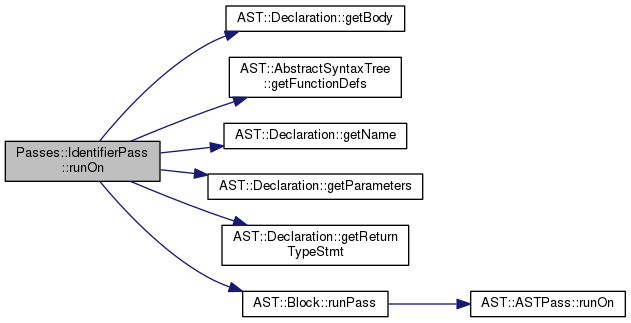 AST::Declaration::getBody
AST::AbstractSyntaxTree
::getFunctionDefs
AST::Declaration::getName
Passes::IdentifierPass
::runOn
AST::Declaration::getParameters
AST::Declaration::getReturn
TypeStmt
AST::Block::runPass
AST::ASTPass::runOn